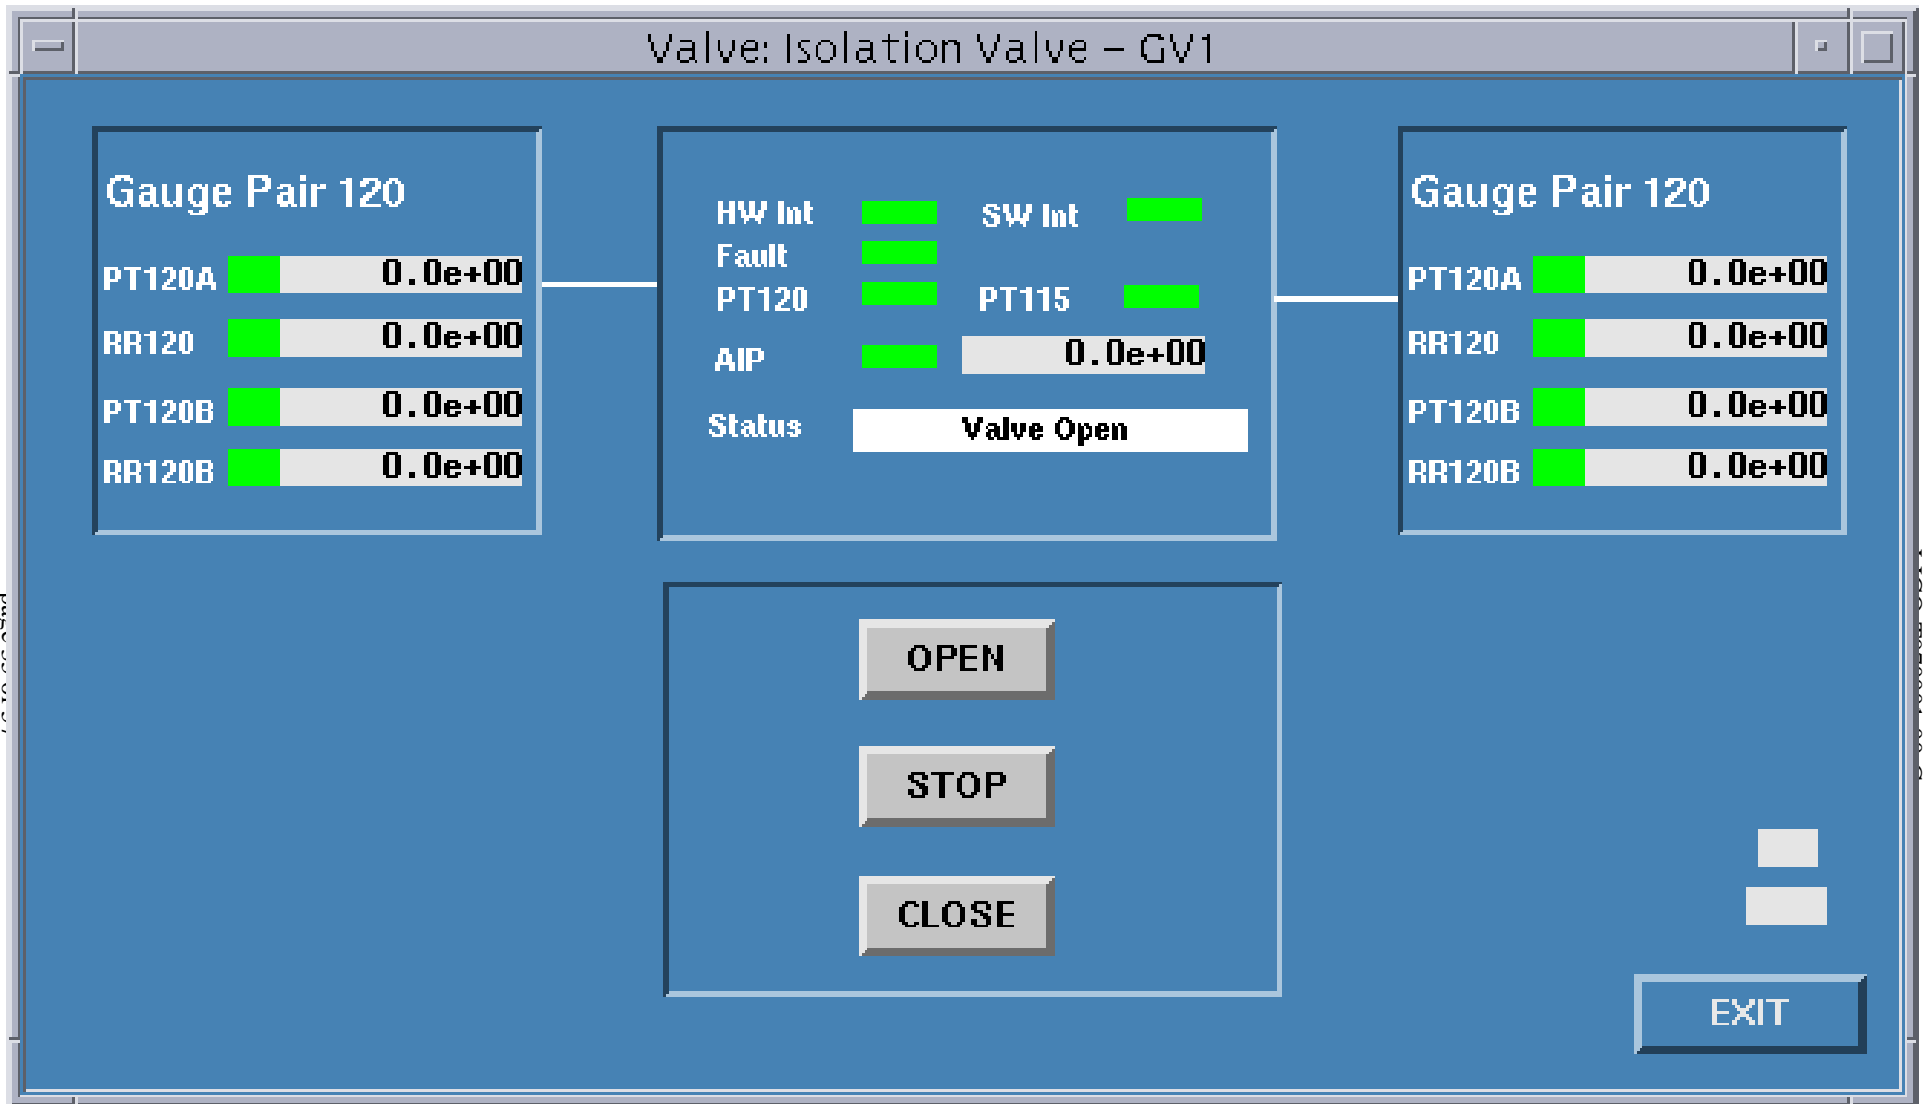 Valve: Isolation Valve – GV1
Gauge Pair 120
PT120A 0.0e+00
RR120 0.0e+00
PT120B 0.0e+00
RR120B 0.0e+00
HW Int SW Int
Fault
PT120 PT115
AIP 0.0e+00
Status Valve Open
Gauge Pair 120
PT120A 0.0e+00
RR120 0.0e+00
PT120B 0.0e+00
RR120B 0.0e+00
OPEN
STOP
CLOSE
EXIT